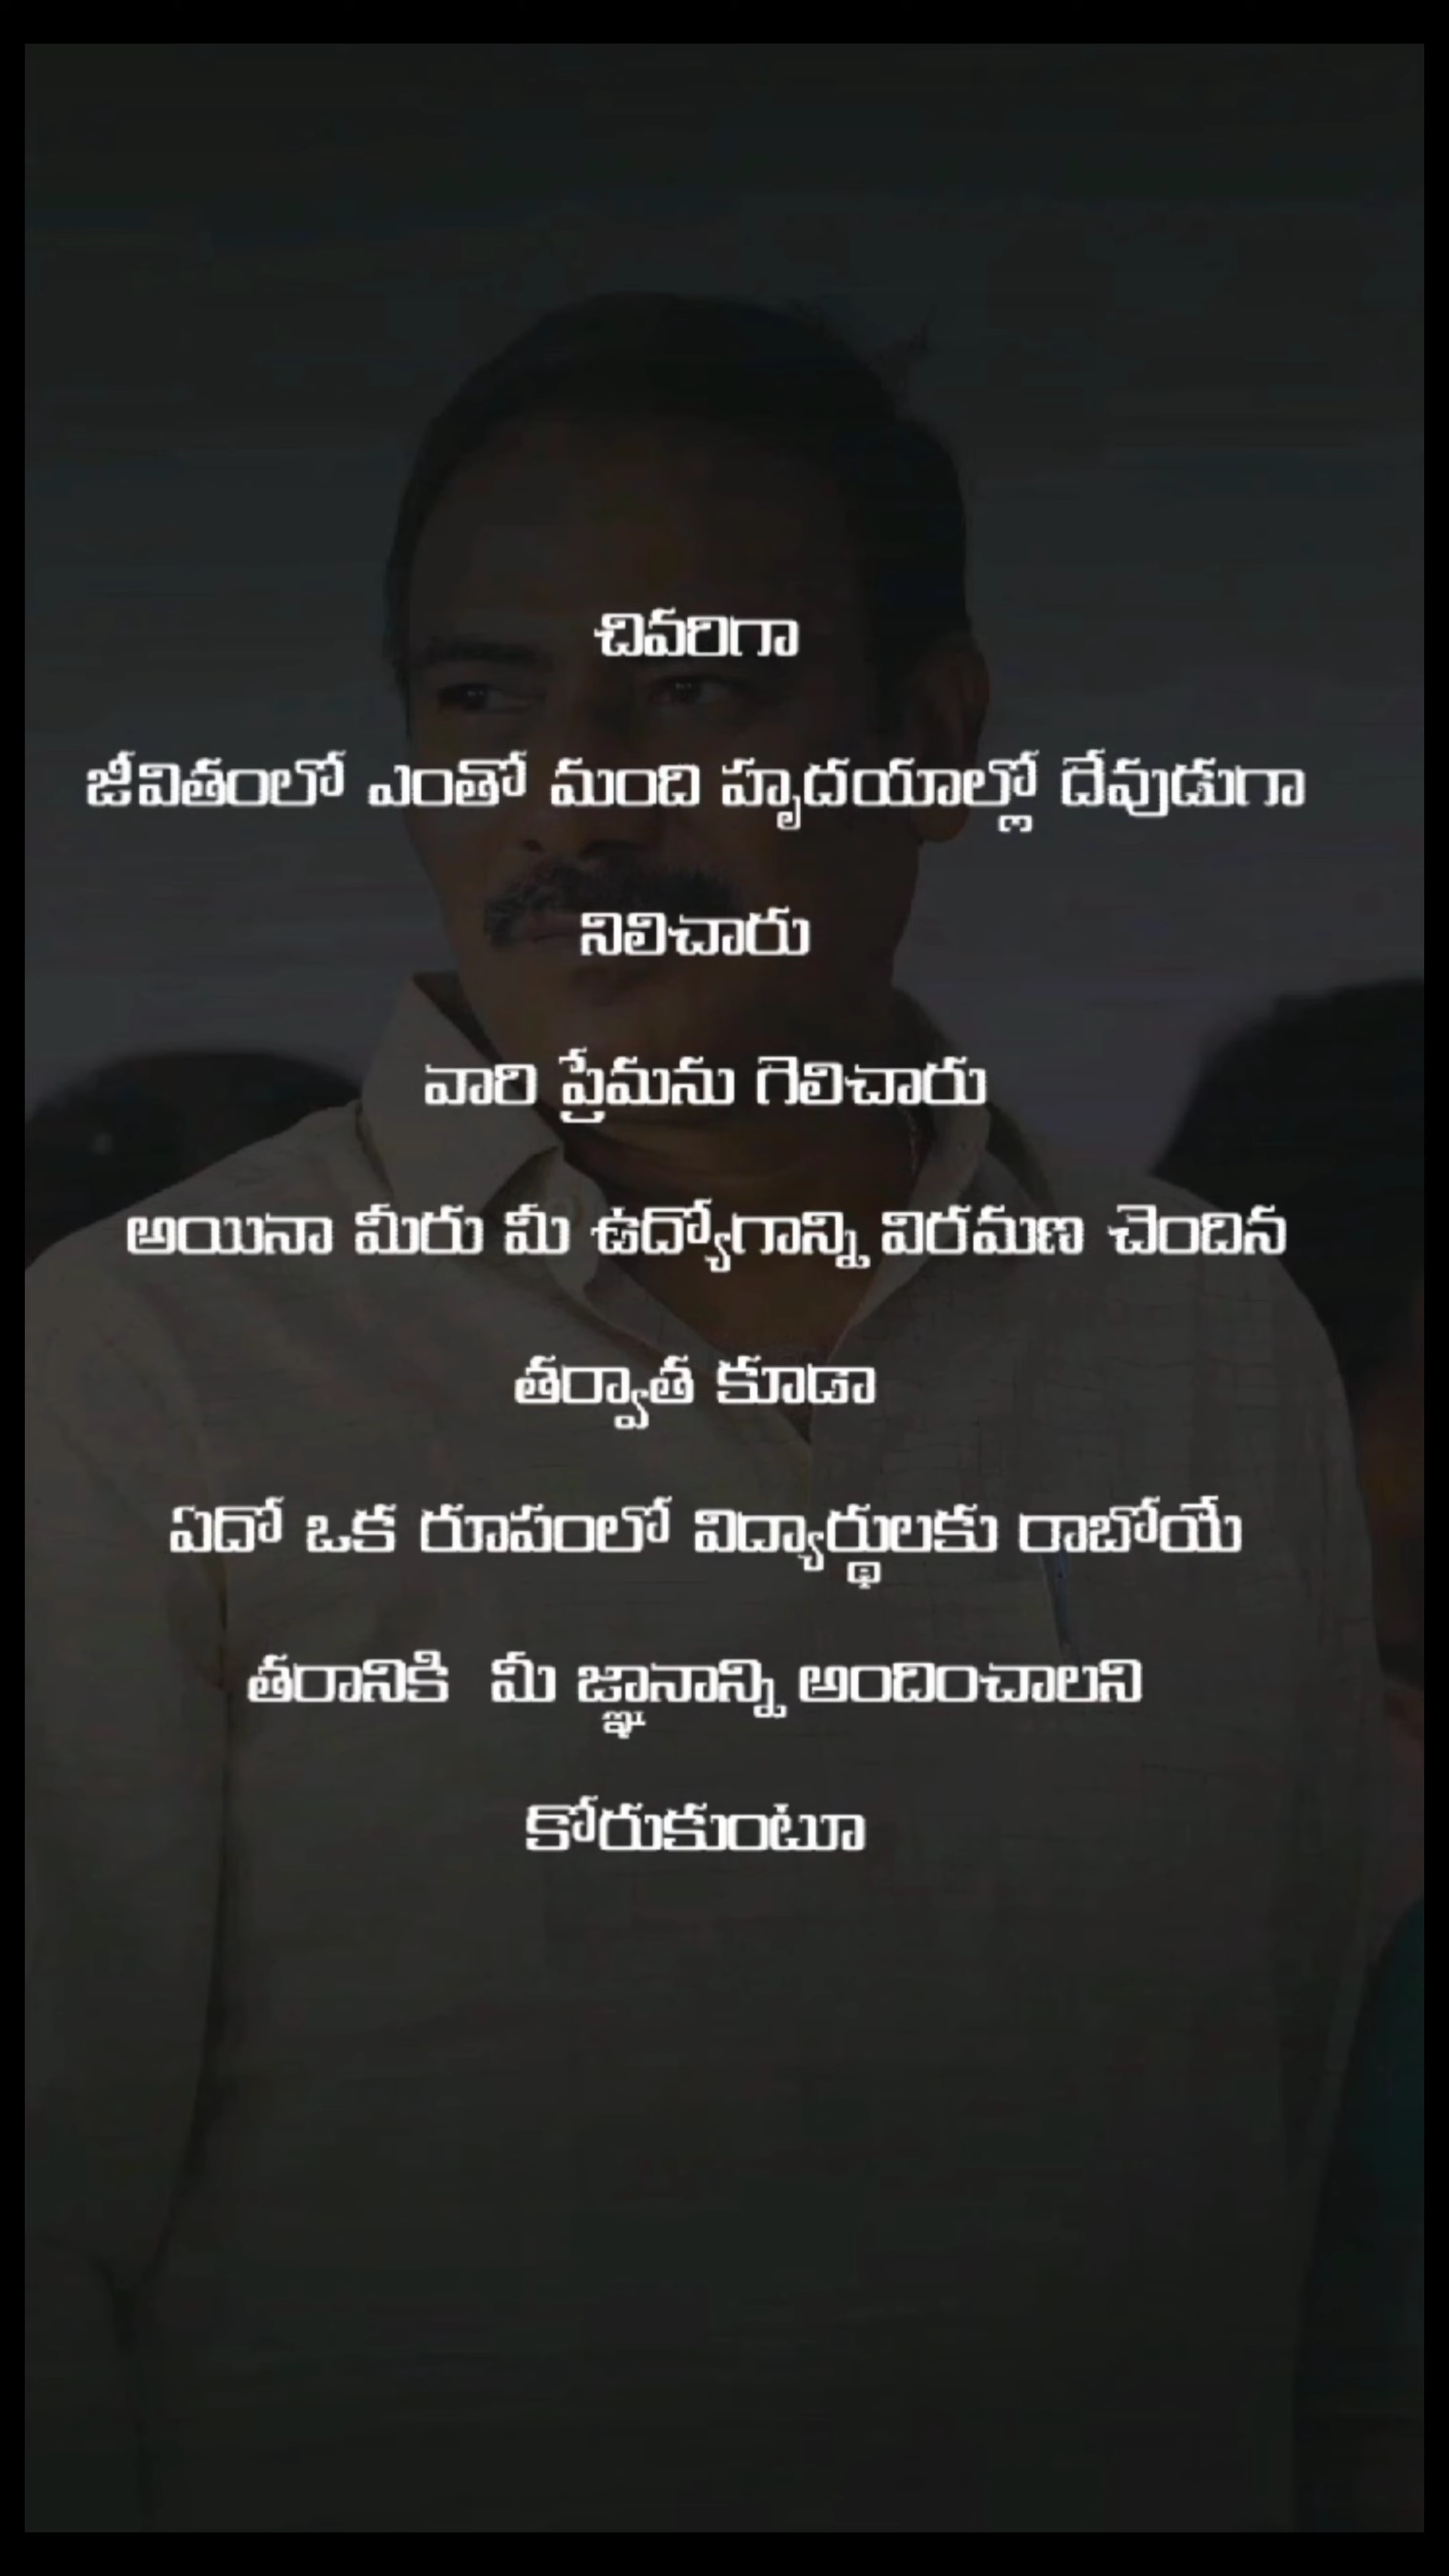 చివరిగా
జీవితంలో ఎంతో మంది హృదయాల్లో దేవుడుగా
నిలిచారు
వారి ప్రేమను గెలిచారు
అయినా మీరు మీ ఉద్యోగాన్ని విరమణ చెందిన
తర్వాత కూడా
ఏదో ఒక రూపంలో విద్యార్థులకు రాబోయే
తరానికి మీ జ్ఞానాన్ని అందించాలని
కోరుకుంటూ